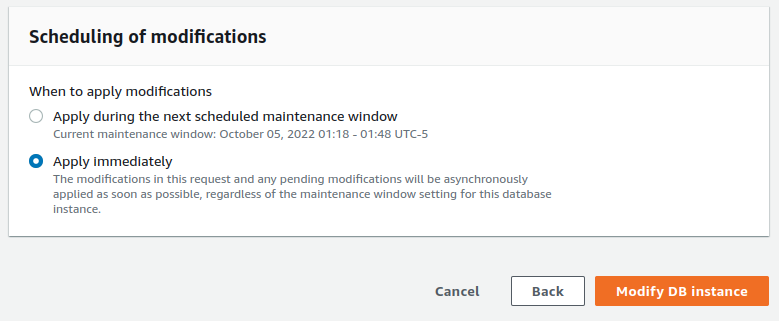 Scheduling of modifications
When to apply modifications
Apply during the next scheduled maintenance window
Current maintenance window: October 05, 2022 01:18 - 01:48 UTC-5
Apply immediately
The modifications in this request and any pending modifications will be asynchronously
applied as soon as possible, regardless of the maintenance window setting for this database
instance.
Cancel
Back
Modify DB instance